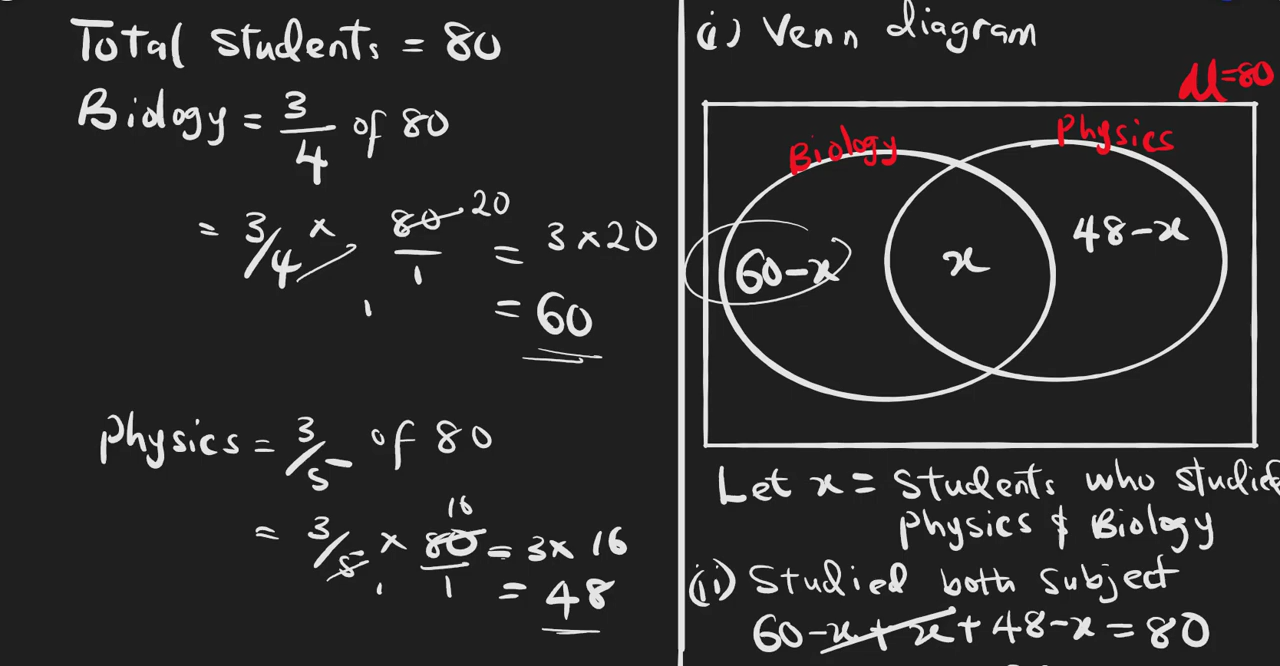 Total students = 80
Biology = 3/4 of 80
= 3/4 × 80/1 20 = 3 × 20
1
= 60
Physics = 3/5 of 80
16
= 3/5 × 80/1 = 3 × 16
1
= 48
(i) Venn diagram
μ=80
Biology
Physics
60-x
x
48-x
Let x = Students who studied
Physics & Biology
(ii) Studied both subject
60-x+x+48-x=80